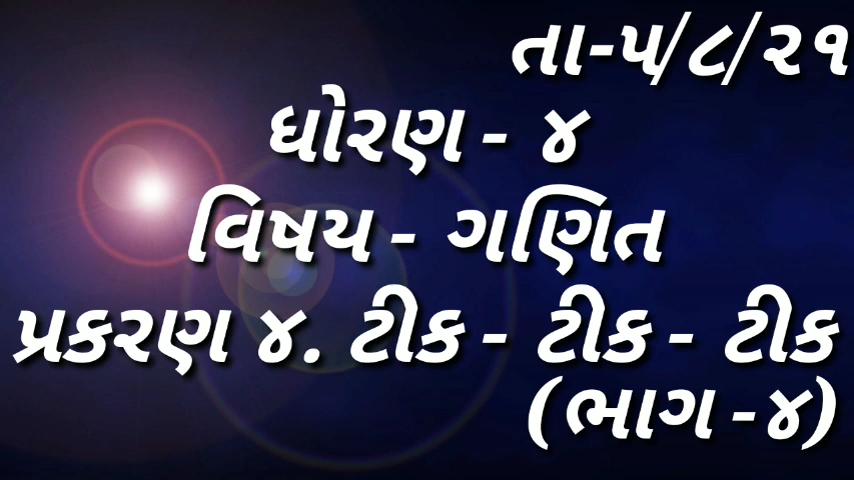 તા-૫/૮/૨૧
ધોરણ - ૪
વિષય - ગણિત
પ્રકરણ ૪. ટીક - ટીક - ટીક
(ભાગ -૪)